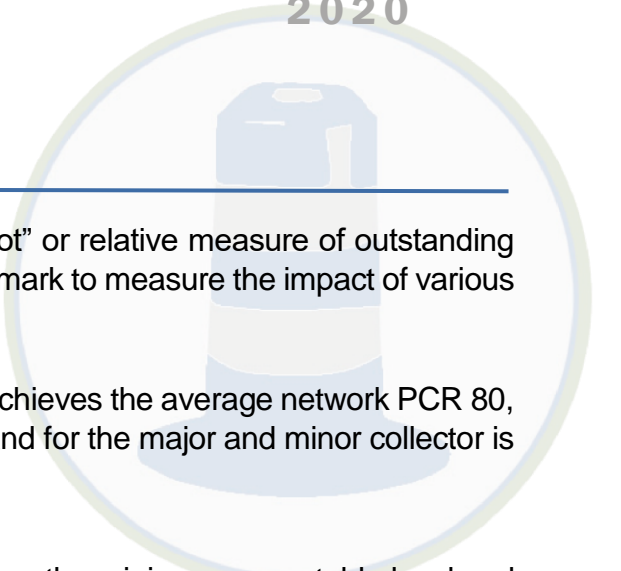 2020
ot” or relative measure of outstanding
mark to measure the impact of various
chieves the average network PCR 80,
nd for the major and minor collector is